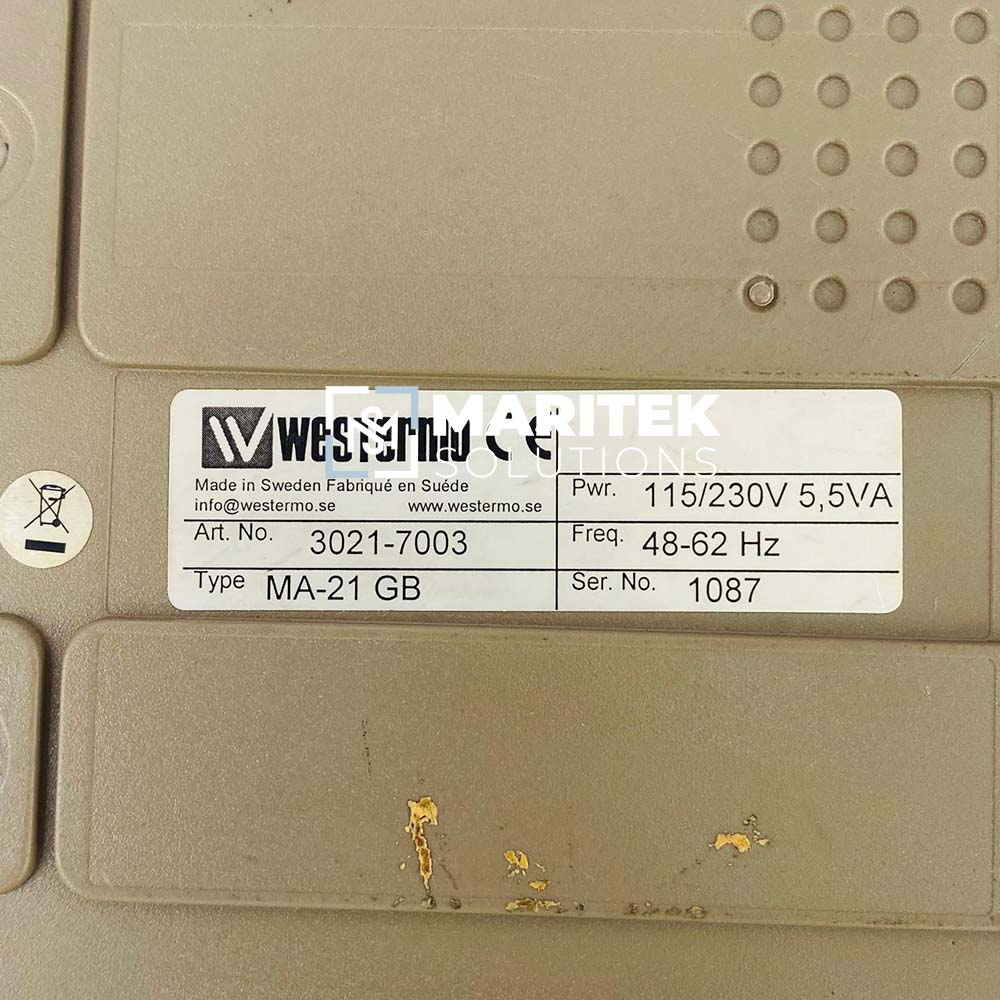 MARITEK
SOLUTIONS
westermo CE
Made in Sweden Fabriqué en Suéde
info@westermo.se www.westermo.se
Pwr. 115/230V 5,5VA
Art. No. 3021-7003
Freq. 48-62 Hz
Type MA-21 GB
Ser. No. 1087